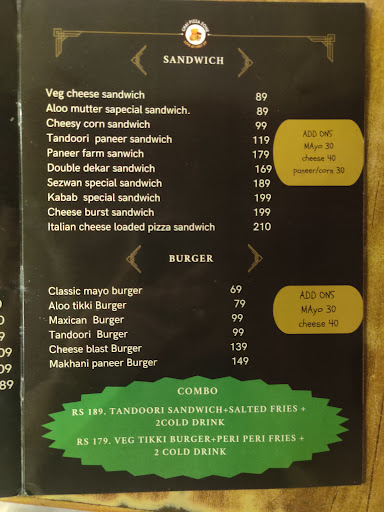 SANDWICH
Veg cheese sandwich 89
Aloo mutter sapecial sandwich. 89
Cheesy corn sandwich 99
Tandoori paneer sandwich 119
Paneer farm sanwich 179
Double dekar sandwich 169
Sezwan special sandwich 189
Kabab special sandwich 199
Cheese burst sandwich 199
Italian cheese loaded pizza sandwich 210
ADD ONS
MAyo 30
cheese 40
paneer/corn 30
BURGER
Classic mayo burger 69
Aloo tikki Burger 79
Maxican Burger 99
Tandoori Burger 99
Cheese blast Burger 139
Makhani paneer Burger 149
ADD ONS
MAyo 30
cheese 40
COMBO
RS 189. TANDOORI SANDWICH+SALTED FRIES +
2COLD DRINK
RS 179. VEG TIKKI BURGER+PERI PERI FRIES +
2 COLD DRINK